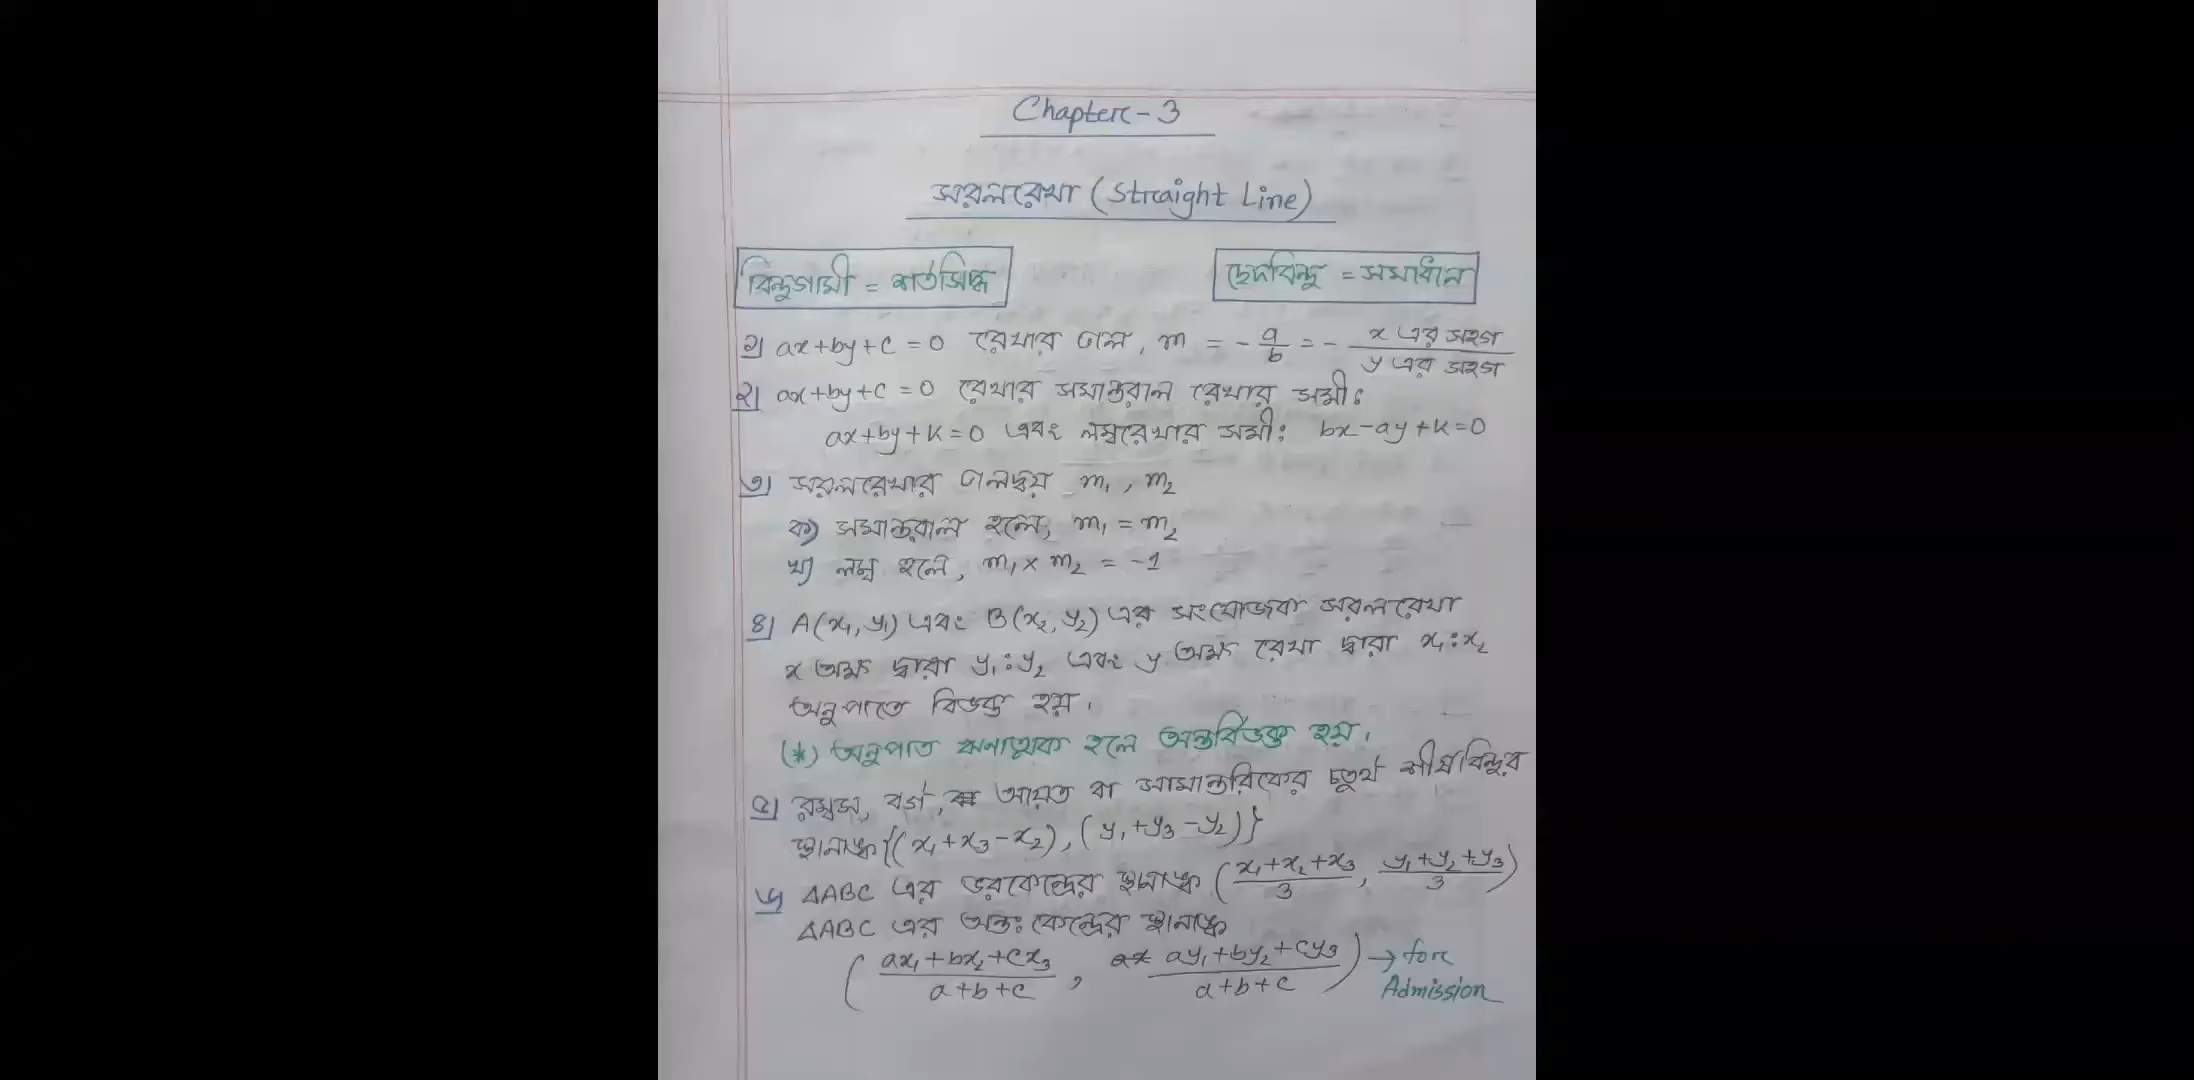 Chapter-3
সরলরেখা (Straight Line)
বিন্দুগামী = শর্তসিদ্ধ
ছেদবিন্দু = সমাধান
১| ax+by+c = 0 রেখার ঢাল, m = -a/b = - x এর সহগ / y এর সহগ
২| ax+by+c = 0 রেখার সমান্তরাল রেখার সমীঃ
ax+by+k = 0 এবং লম্বরেখার সমীঃ bx-ay+k=0
৩| সরলরেখার ঢালদ্বয় m₁, m₂
ক) সমান্তরাল হলে, m₁ = m₂
খ) লম্ব হলে, m₁× m₂ = -1
৪| A(x₁, y₁) এবং B(x₂, y₂) এর সংযোজক সরলরেখা
x অক্ষ দ্বারা y₁:y₂ এবং y অক্ষ রেখা দ্বারা x₁:x₂
অনুপাতে বিভক্ত হয়।
(*) অনুপাত ঋনাত্মক হলে অন্তর্বিভক্ত হয়।
৫| রম্বস, বর্গ, আয়ত বা সামান্তরিকের চতুর্থ শীর্ষবিন্দুর
স্থানাঙ্ক {(x₁+x₃-x₂), (y₁+y₃-y₂)}
৬| ΔABC এর ভরকেন্দ্রের স্থানাঙ্ক ((x₁+x₂+x₃)/3, (y₁+y₂+y₃)/3)
ΔABC এর অন্তঃকেন্দ্রের স্থানাঙ্ক
((ax₁+bx₂+cx₃)/(a+b+c), (ay₁+by₂+cy₃)/(a+b+c)) → for
Admission